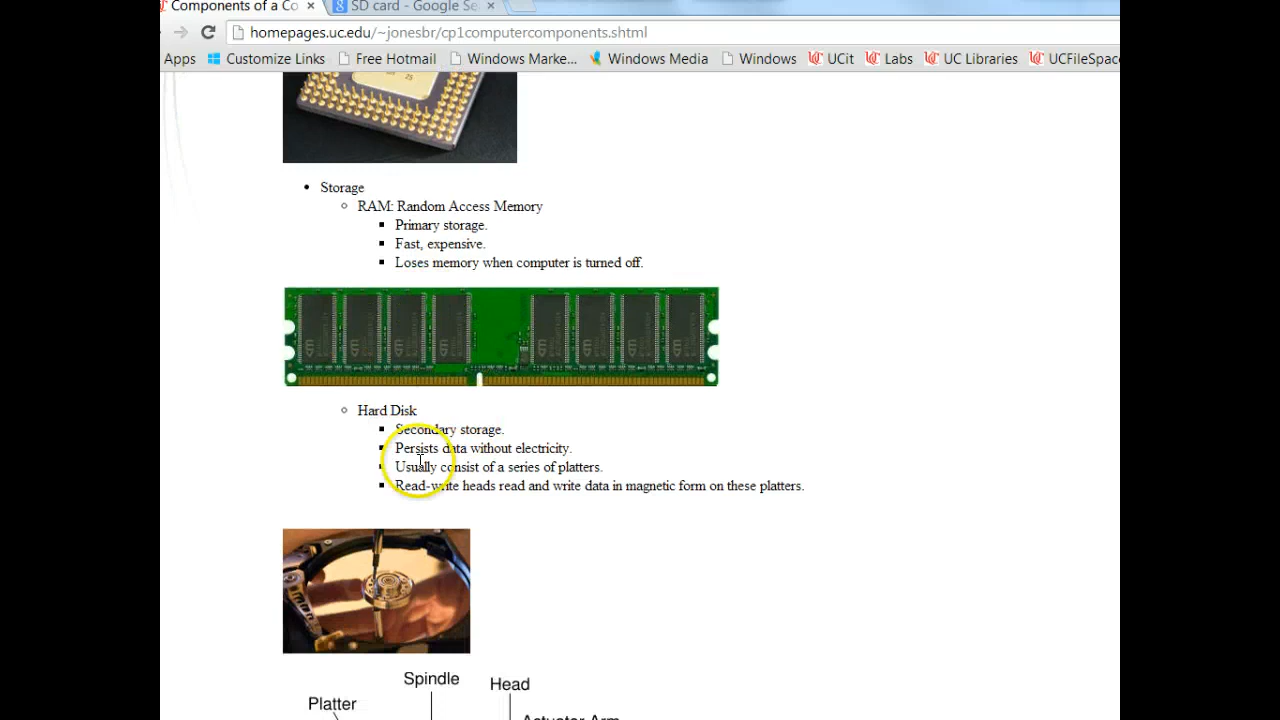 Components of a Co
SD card - Google Se
homepages.uc.edu/~jonesbr/cp1computercomponents.shtml
Apps Customize Links Free Hotmail Windows Marke... Windows Media Windows UCit Labs UC Libraries UCFileSpac
Storage
RAM: Random Access Memory
Primary storage.
Fast, expensive.
Loses memory when computer is turned off.
Hard Disk
Secondary storage.
Persists data without electricity.
Usually consist of a series of platters.
Read-write heads read and write data in magnetic form on these platters.
Spindle
Head
Platter
Actuator Arm